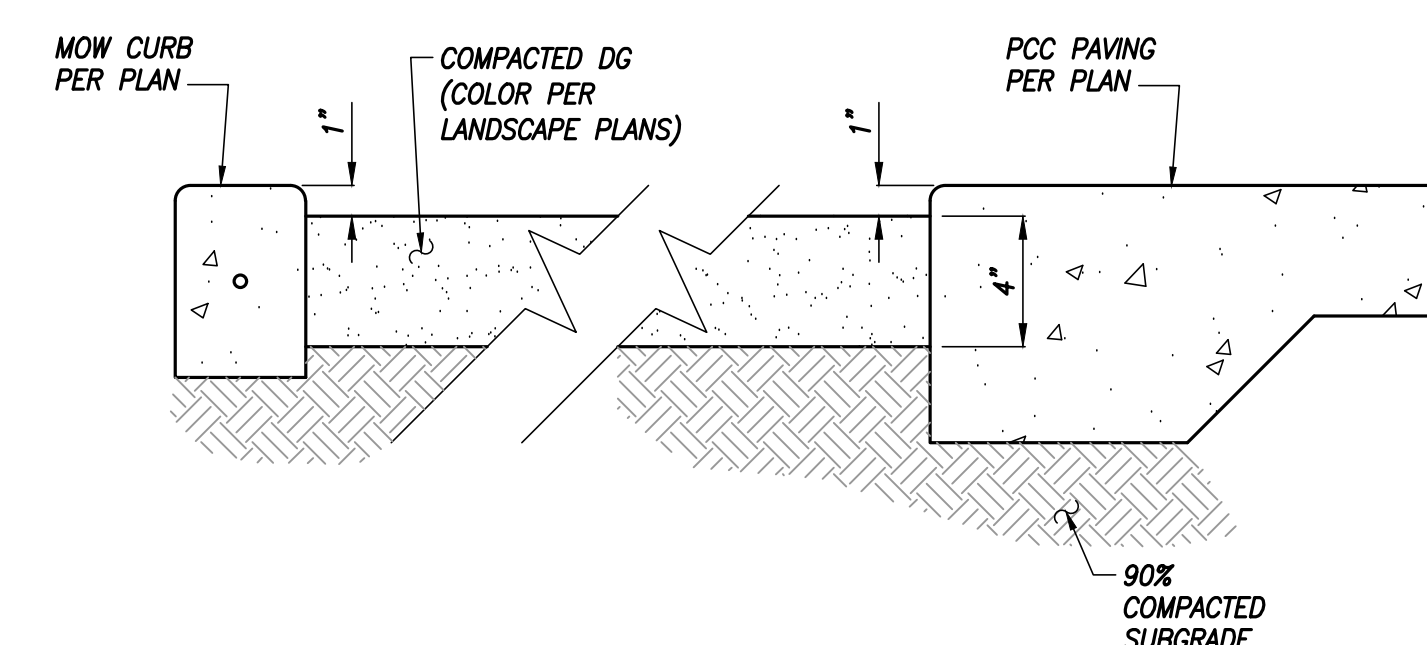 MOW CURB
PER PLAN
COMPACTED DG
(COLOR PER
LANDSCAPE PLANS)
PCC PAVING
PER PLAN
1"
1"
4"
90%
COMPACTED
SUBGRADE